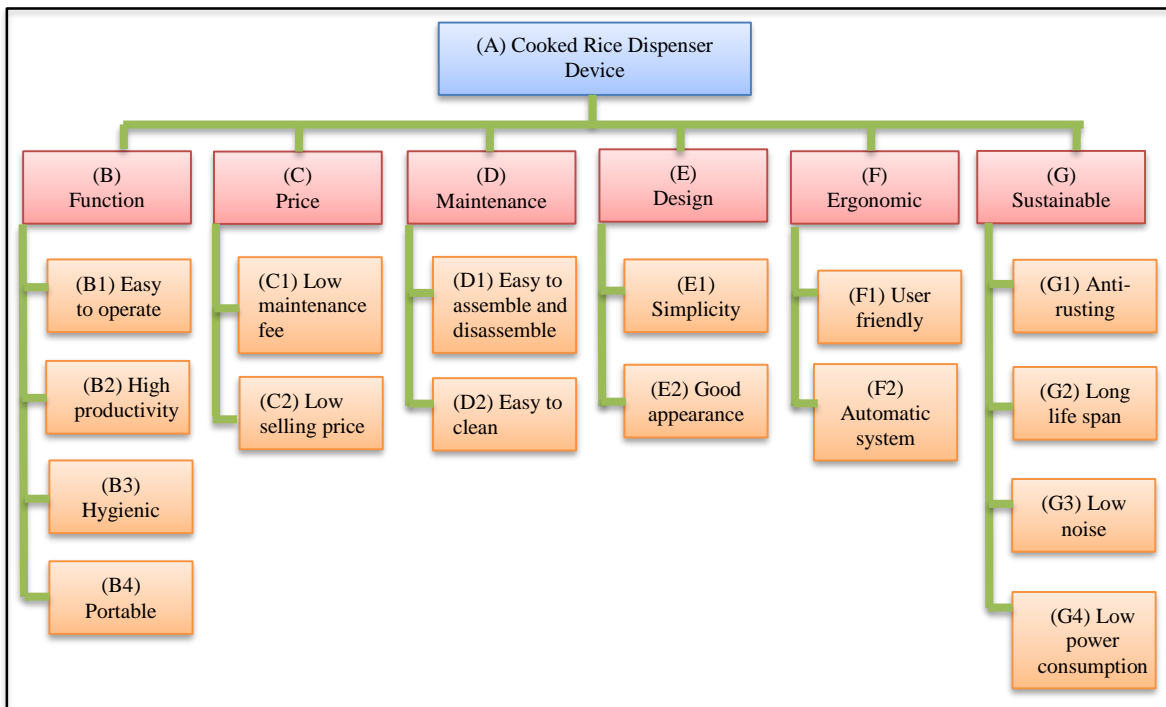 (A) Cooked Rice Dispenser
Device
(B)
Function
(C)
Price
(D)
Maintenance
(E)
Design
(F)
Ergonomic
(G)
Sustainable
(B1) Easy
to operate
(B2) High
productivity
(B3)
Hygienic
(B4)
Portable
(C1) Low
maintenance
fee
(C2) Low
selling price
(D1) Easy to
assemble and
disassemble
(D2) Easy to
clean
(E1)
Simplicity
(E2) Good
appearance
(F1) User
friendly
(F2)
Automatic
system
(G1) Anti-
rusting
(G2) Long
life span
(G3) Low
noise
(G4) Low
power
consumption